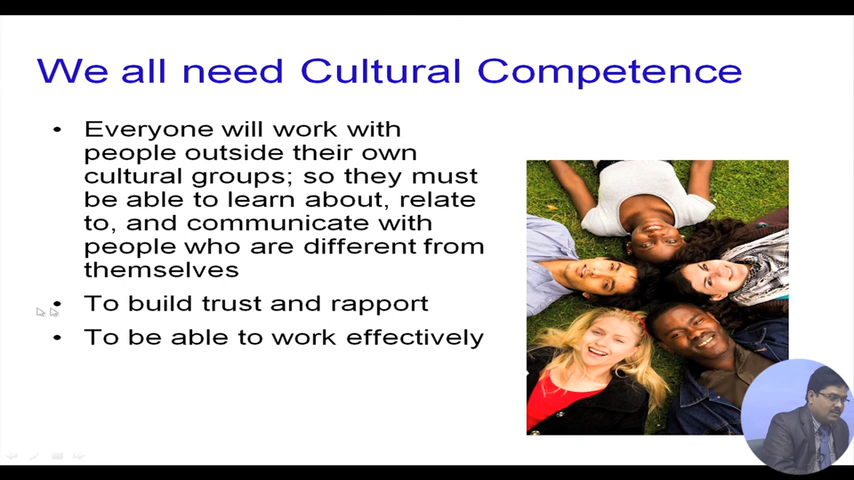 We all need Cultural Competence
• Everyone will work with
people outside their own
cultural groups; so they must
be able to learn about, relate
to, and communicate with
people who are different from
themselves
• To build trust and rapport
• To be able to work effectively